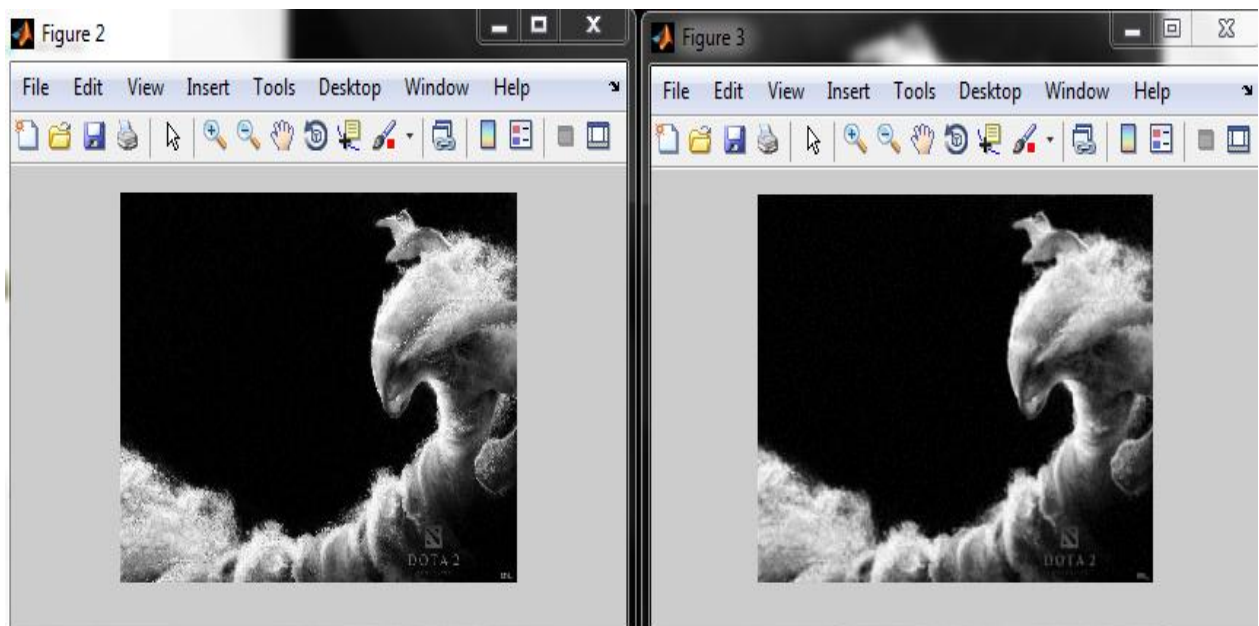 Figure 2
File Edit View Insert Tools Desktop Window Help
DOTA 2
Figure 3
File Edit View Insert Tools Desktop Window Help
DOTA 2